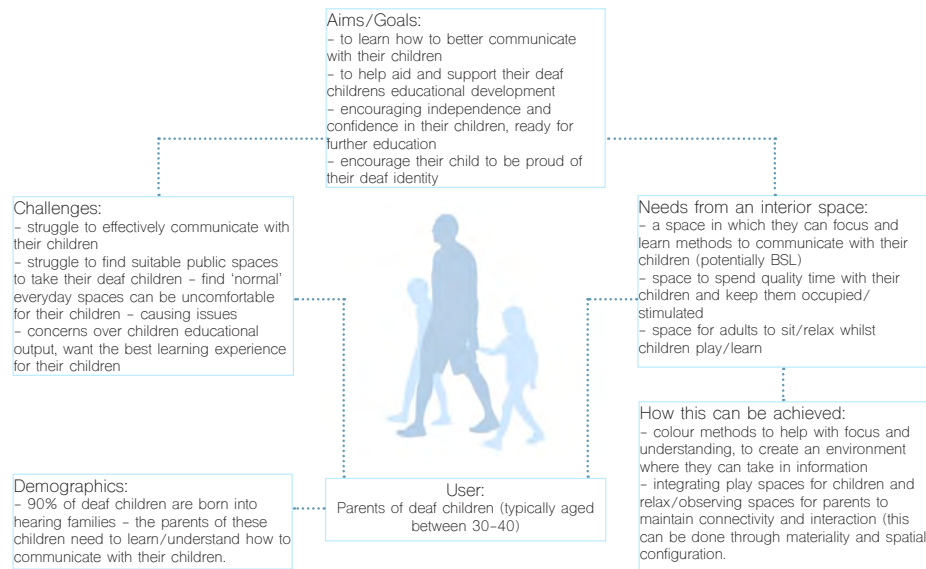 Aims/Goals:
– to learn how to better communicate
with their children
– to help aid and support their deaf
childrens educational development
– encouraging independence and
confidence in their children, ready for
further education
– encourage their child to be proud of
their deaf identity
Challenges:
– struggle to effectively communicate with
their children
– struggle to find suitable public spaces
to take their deaf children – find ‘normal’
everyday spaces can be uncomfortable
for their children – causing issues
– concerns over children educational
output, want the best learning experience
for their children
Needs from an interior space:
– a space in which they can focus and
learn methods to communicate with their
children (potentially BSL)
– space to spend quality time with their
children and keep them occupied/
stimulated
– space for adults to sit/relax whilst
children play/learn
Demographics:
– 90% of deaf children are born into
hearing families – the parents of these
children need to learn/understand how to
communicate with their children.
User:
Parents of deaf children (typically aged
between 30–40)
How this can be achieved:
– colour methods to help with focus and
understanding, to create an environment
where they can take in information
– integrating play spaces for children and
relax/observing spaces for parents to
maintain connectivity and interaction (this
can be done through materiality and spatial
configuration.